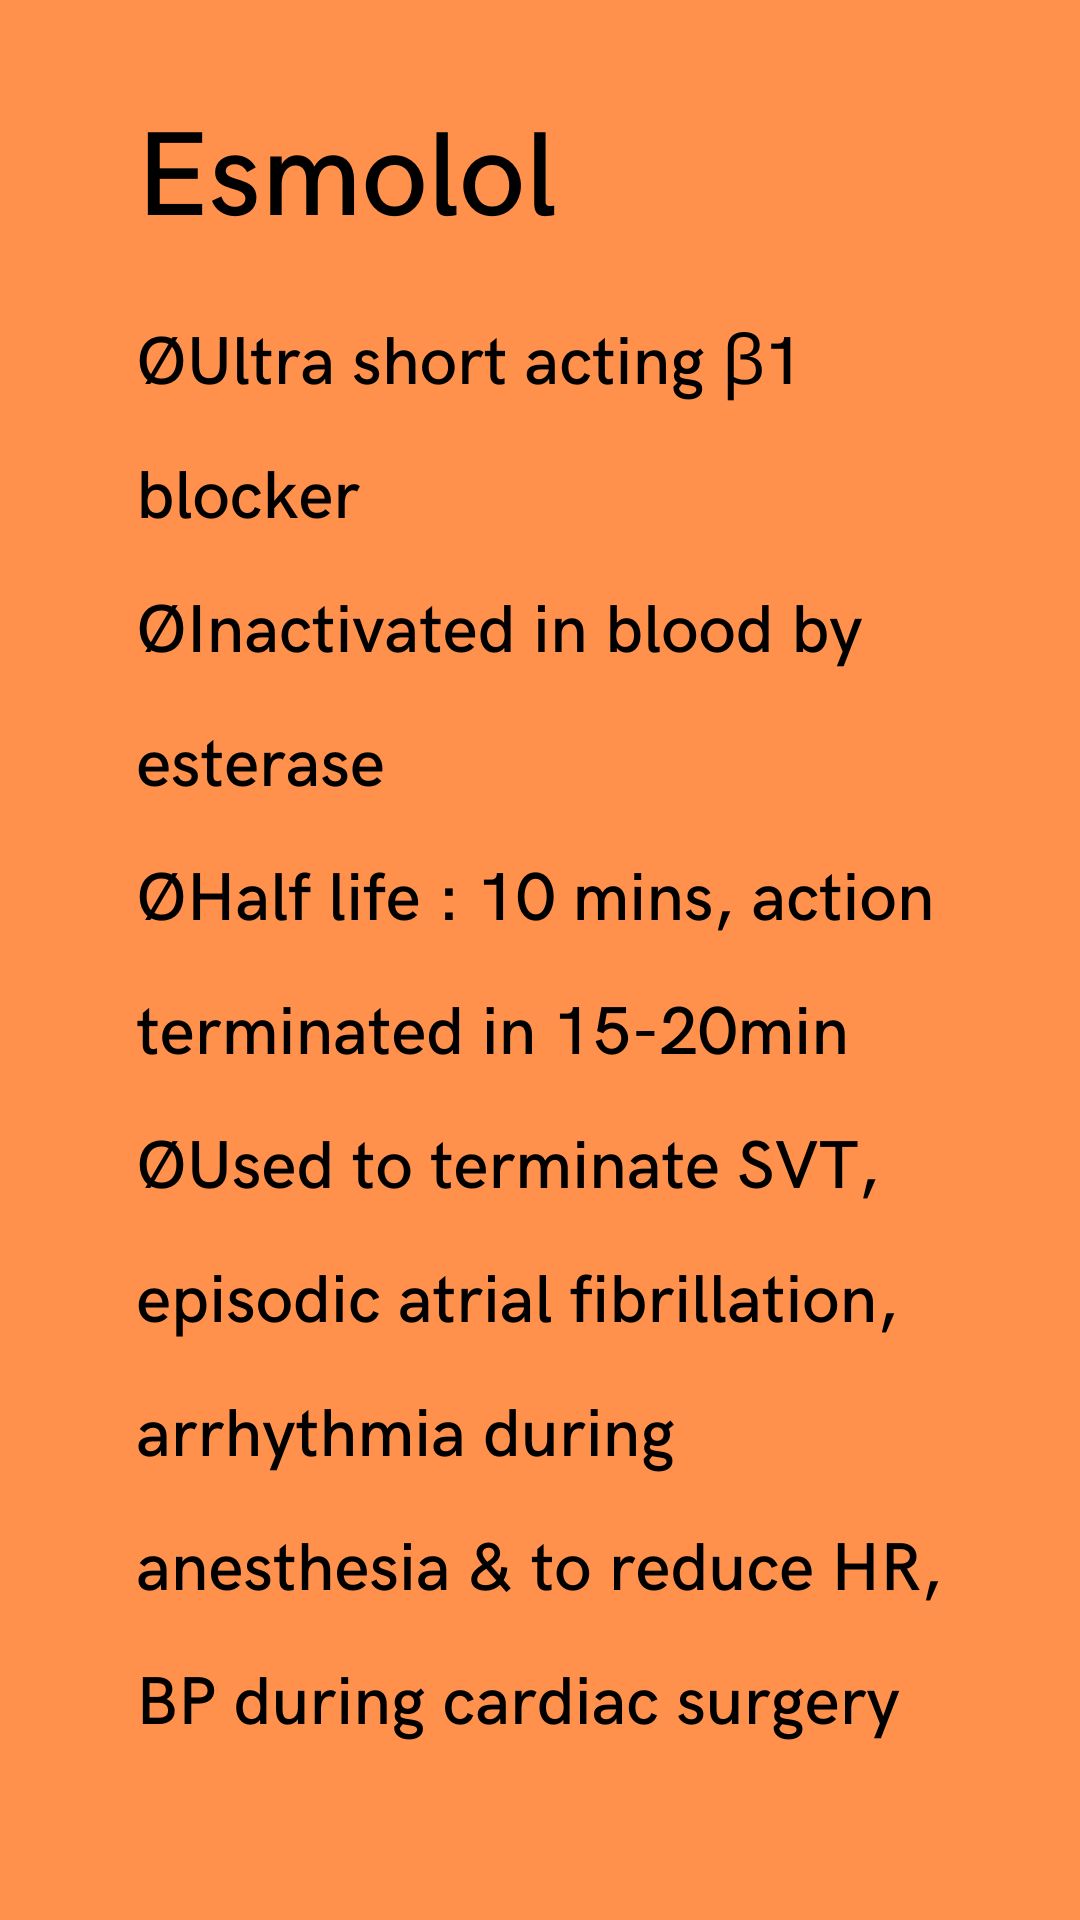 Esmolol
ØUltra short acting β1
blocker
ØInactivated in blood by
esterase
ØHalf life : 10 mins, action
terminated in 15-20min
ØUsed to terminate SVT,
episodic atrial fibrillation,
arrhythmia during
anesthesia & to reduce HR,
BP during cardiac surgery